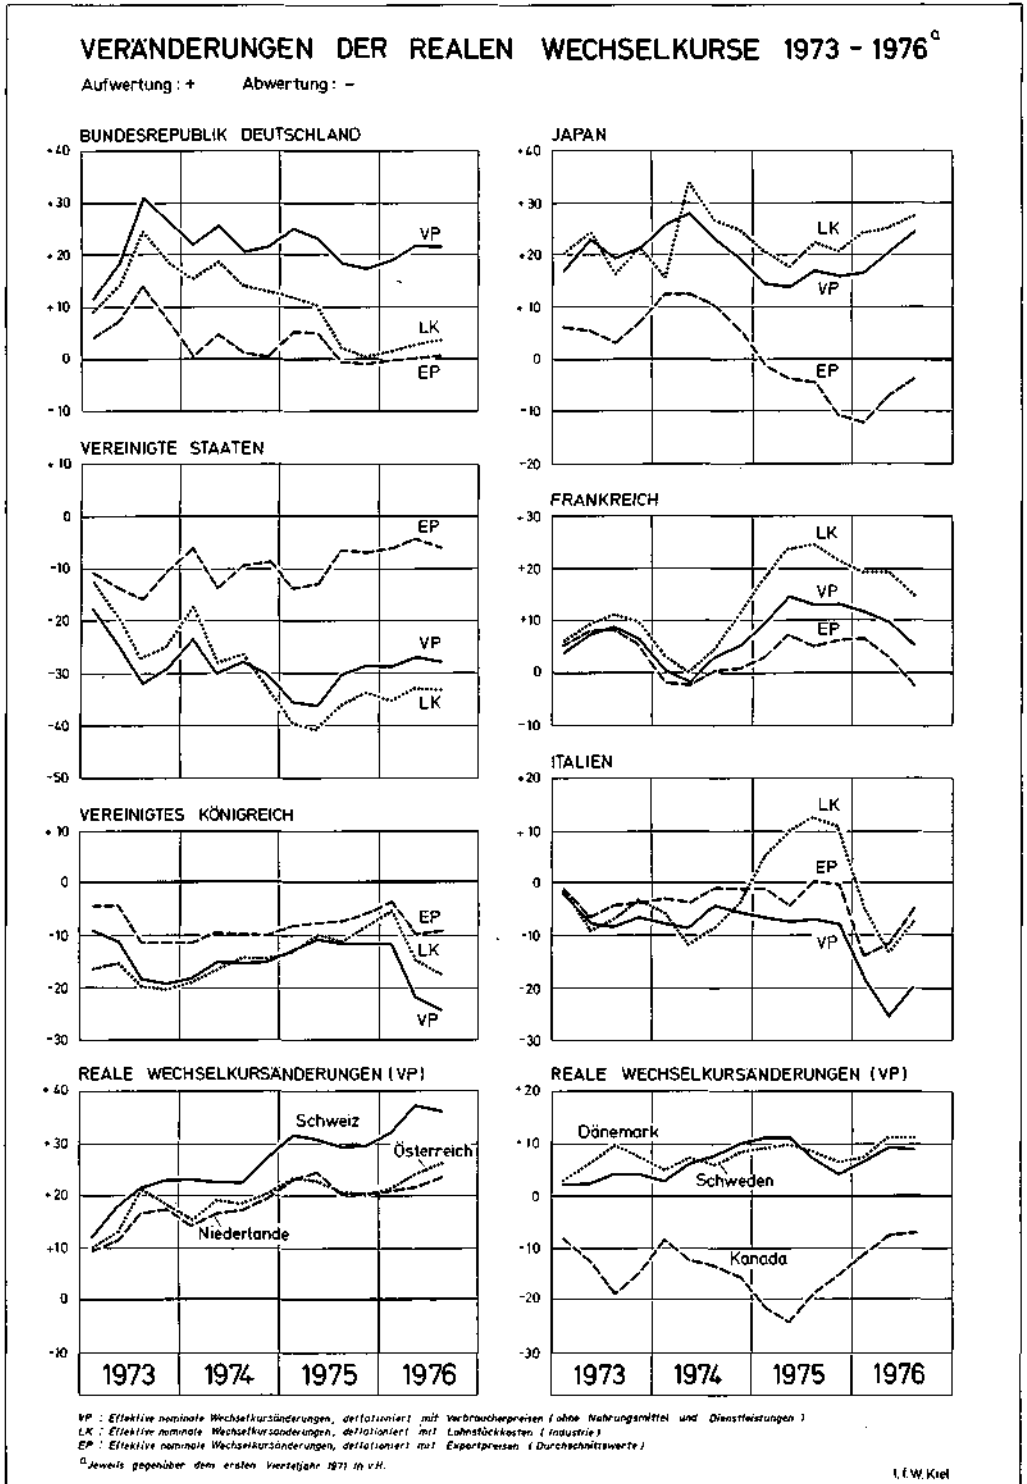 VERÄNDERUNGEN DER REALEN WECHSELKURSE 1973 - 1976 a
Aufwertung: + Abwertung: -
BUNDESREPUBLIK DEUTSCHLAND
+40
+30
+20
+10
0
-10
VP
LK
EP
VEREINIGTE STAATEN
+10
0
-10
-20
-30
-40
-50
EP
VP
LK
VEREINIGTES KÖNIGREICH
+10
0
-10
-20
-30
EP
LK
VP
REALE WECHSELKURSÄNDERUNGEN (VP)
+40
+30
+20
+10
0
-10
Schweiz
Österreich
Niederlande
1973 1974 1975 1976
JAPAN
+40
+30
+20
+10
0
-10
-20
LK
VP
EP
FRANKREICH
+30
+20
+10
0
-10
LK
VP
EP
ITALIEN
+20
+10
0
-10
-20
-30
LK
EP
VP
REALE WECHSELKURSÄNDERUNGEN (VP)
+20
+10
0
-10
-20
-30
Dänemark
Schweden
Kanada
1973 1974 1975 1976
VP : Effektive nominale Wechselkursänderungen, deflationiert mit Verbraucherpreisen (ohne Nahrungsmittel und Dienstleistungen)
LK : Effektive nominale Wechselkursänderungen, deflationiert mit Lohnstückkosten (Industrie)
EP : Effektive nominale Wechselkursänderungen, deflationiert mit Exportpreisen (Durchschnittswerte)
a Jeweils gegenüber dem ersten Vierteljahr 1971 in v.H.
I.f.W. Kiel